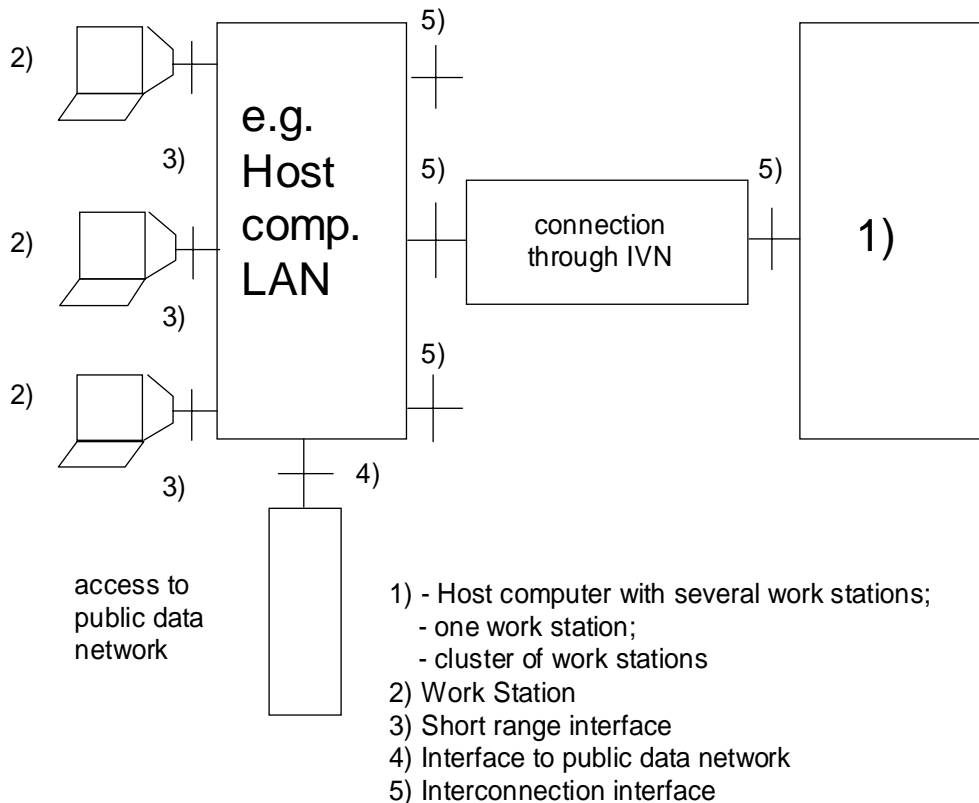 5)
2)
e.g.
Host
comp.
LAN
3)
5)
5)
connection
through IVN
1)
2)
3)
5)
2)
3)
4)
access to
public data
network
1) - Host computer with several work stations;
- one work station;
- cluster of work stations
2) Work Station
3) Short range interface
4) Interface to public data network
5) Interconnection interface